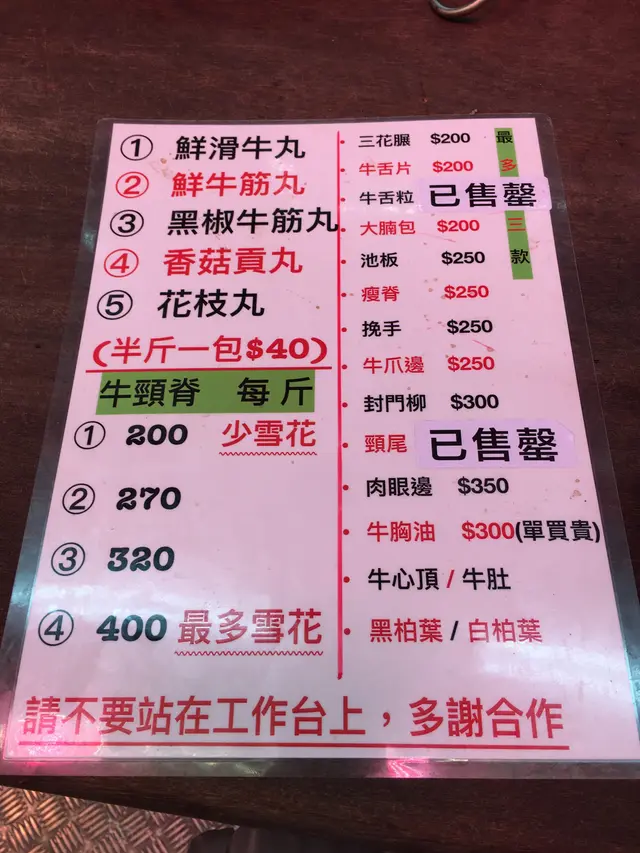 ① 鮮滑牛丸
② 鮮牛筋丸
③ 黑椒牛筋丸
④ 香菇貢丸
⑤ 花枝丸
(半斤一包$40)
牛頸脊 每斤
① 200 少雪花
② 270
③ 320
④ 400 最多雪花
• 三花腱 $200
• 牛舌片 $200
• 牛舌粒 已售罄
• 大腩包 $200
• 池板 $250
• 瘦脊 $250
• 挽手 $250
• 牛爪邊 $250
• 封門柳 $300
• 頸尾 已售罄
• 肉眼邊 $350
• 牛胸油 $300(單買貴)
• 牛心頂 / 牛肚
• 黑柏葉 / 白柏葉
最多三款
請不要站在工作台上，多謝合作